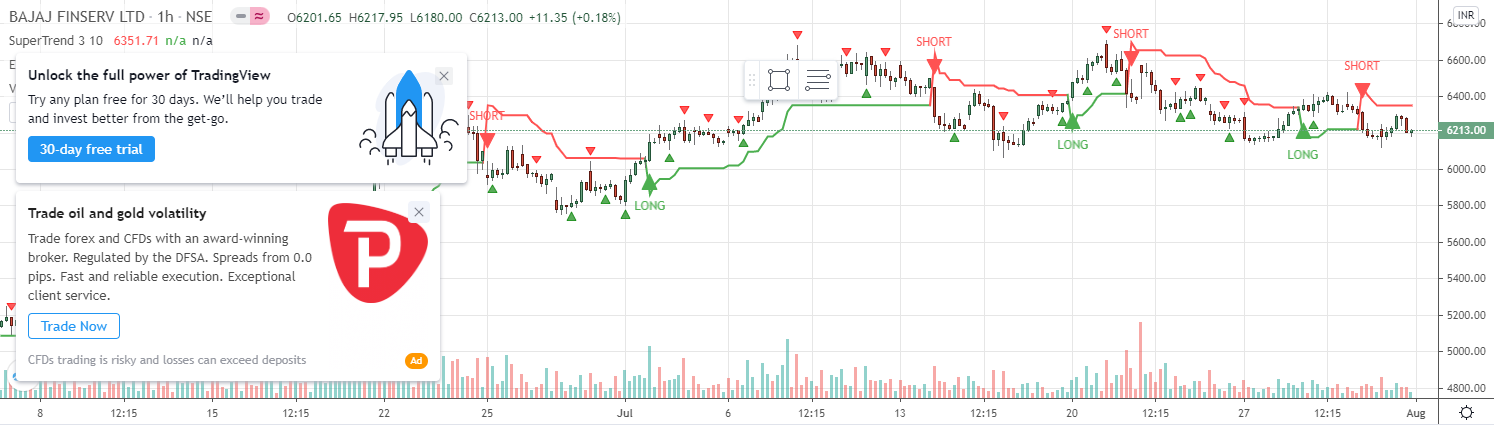 BAJAJ FINSERV LTD · 1h · NSE O6201.65 H6217.95 L6180.00 C6213.00 +11.35 (+0.18%)
SuperTrend 3 10 6351.71 n/a n/a
Unlock the full power of TradingView
Try any plan free for 30 days. We'll help you trade
and invest better from the get-go.
30-day free trial
Trade oil and gold volatility
Trade forex and CFDs with an award-winning
broker. Regulated by the DFSA. Spreads from 0.0
pips. Fast and reliable execution. Exceptional
client service.
Trade Now
CFDs trading is risky and losses can exceed deposits
Ad
SHORT
LONG
SHORT
LONG
SHORT
LONG
SHORT
INR
6600.00
6400.00
6213.00
6000.00
5800.00
5600.00
5400.00
5200.00
5000.00
4800.00
8 12:15 15 12:15 22 25 Jul 6 12:15 13 12:15 20 12:15 27 12:15 Aug